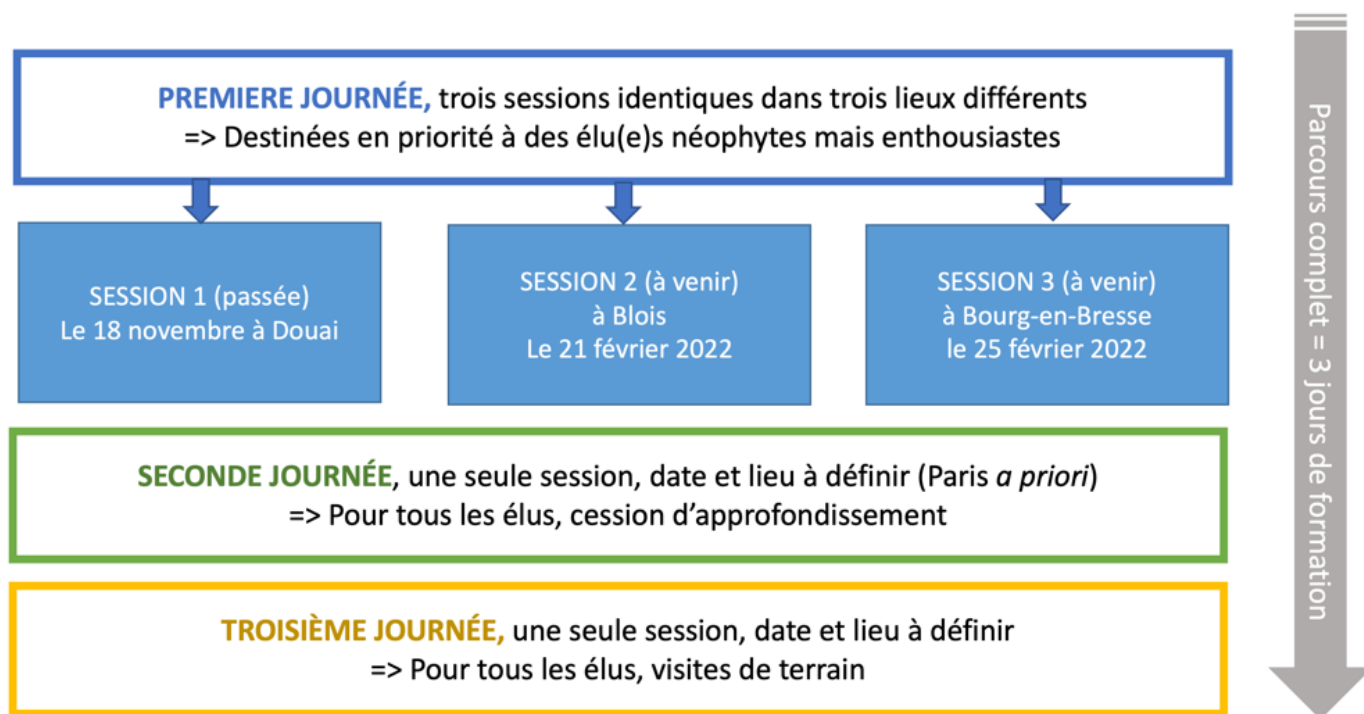 PREMIERE JOURNÉE, trois sessions identiques dans trois lieux différents
=> Destinées en priorité à des élu(e)s néophytes mais enthousiastes
SESSION 1 (passée)
Le 18 novembre à Douai
SESSION 2 (à venir)
à Blois
Le 21 février 2022
SESSION 3 (à venir)
à Bourg-en-Bresse
le 25 février 2022
SECONDE JOURNÉE, une seule session, date et lieu à définir (Paris a priori)
=> Pour tous les élus, cession d’approfondissement
TROISIÈME JOURNÉE, une seule session, date et lieu à définir
=> Pour tous les élus, visites de terrain
Parcours complet = 3 jours de formation